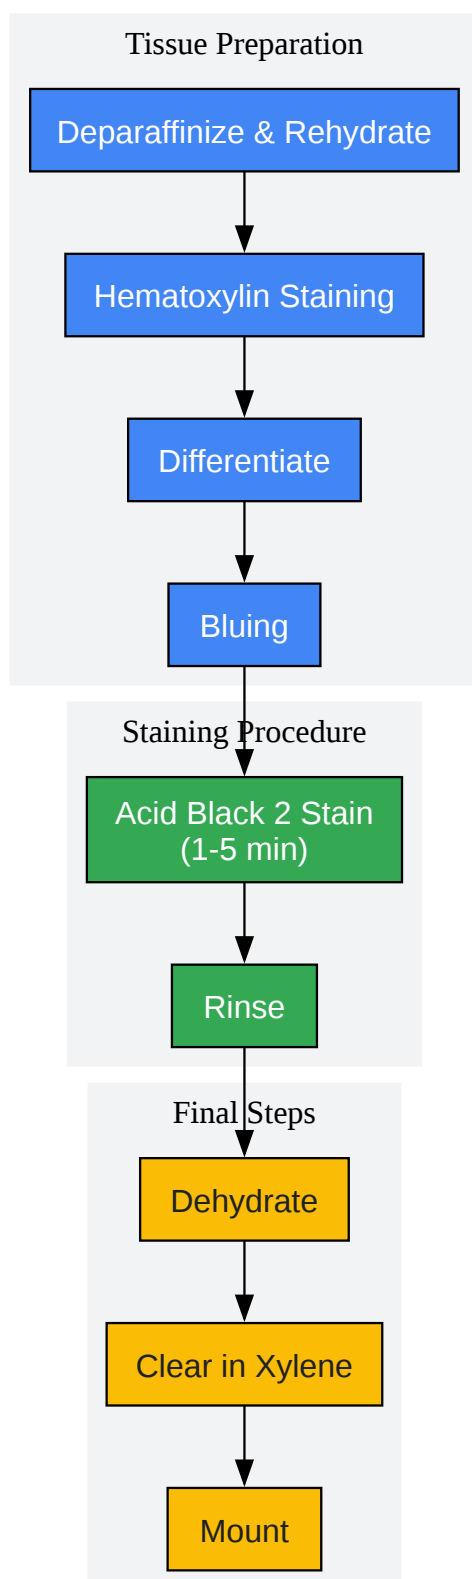 Tissue Preparation
Deparaffinize & Rehydrate
Hematoxylin Staining
Differentiate
Bluing
Staining Procedure
Acid Black 2 Stain
(1-5 min)
Rinse
Final Steps
Dehydrate
Clear in Xylene
Mount